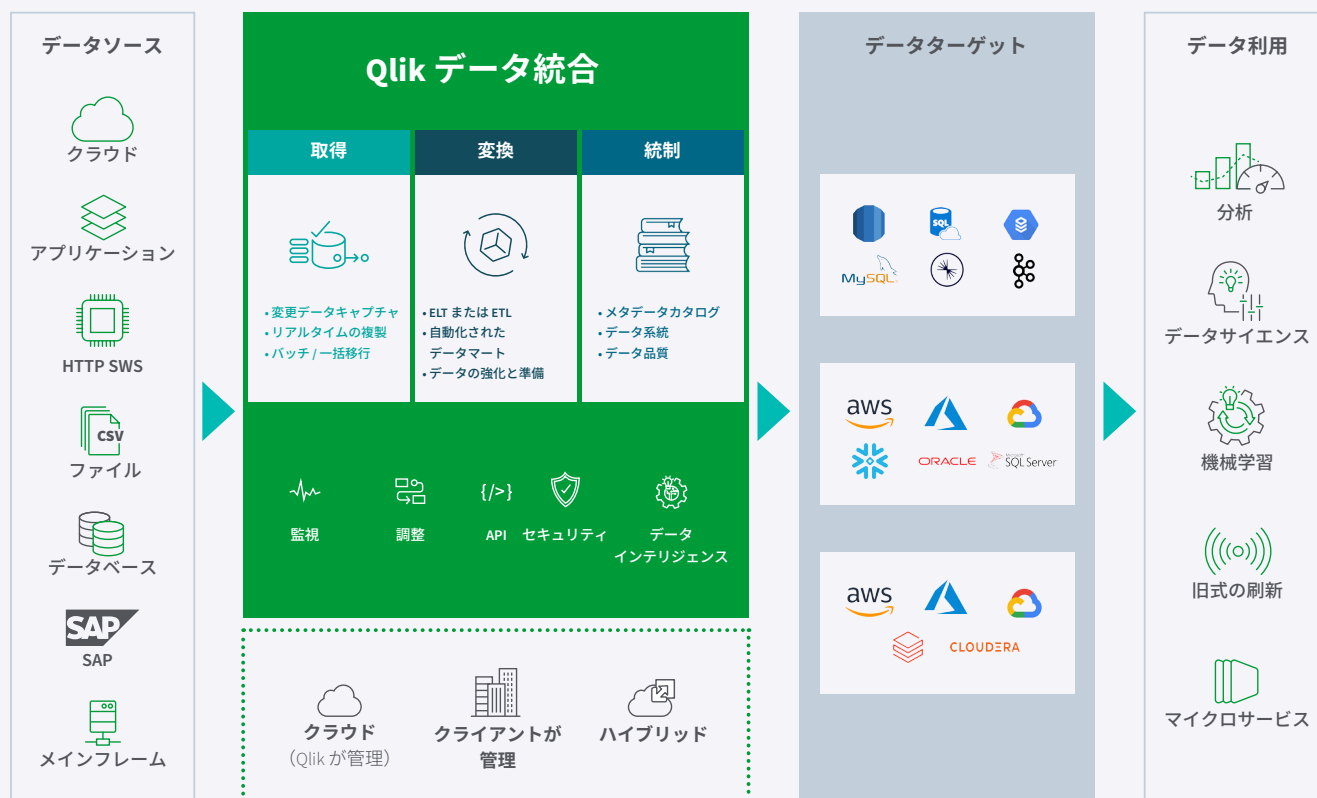 データソース
クラウド
アプリケーション
HTTP SWS
CSV
ファイル
データベース
SAP
SAP
メインフレーム
Qlik データ統合
取得
• 変更データキャプチャ
• リアルタイムの複製
• バッチ / 一括移行
変換
• ELT または ETL
• 自動化された
データマート
• データの強化と準備
統制
• メタデータカタログ
• データ系統
• データ品質
監視
調整
{/>}
API
セキュリティ
データ
インテリジェンス
クラウド
（Qlik が管理）
クライアントが
管理
ハイブリッド
データターゲット
SQL
MySQL
aws
ORACLE
SQL Server
aws
CLOUDERA
データ利用
分析
データサイエンス
機械学習
旧式の刷新
マイクロサービス